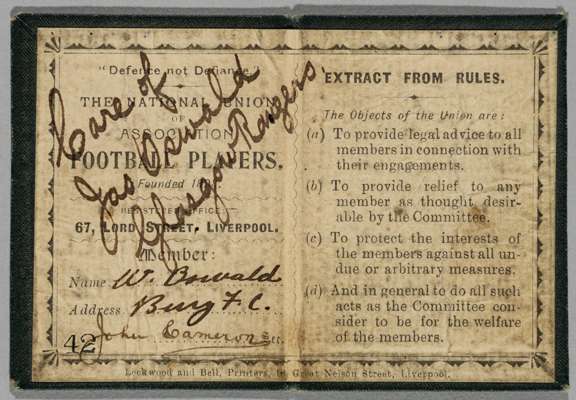 "Defence not Defiance."
THE NATIONAL UNION
OF
ASSOCIATION
FOOTBALL PLAYERS.
Founded
REGISTERED OFFICE
67, LORD STREET, LIVERPOOL.
Member:
Name W. Oswald
Address Bury F.C.
John Cameron Sec.
42
Care of
Jas Oswald
Glasgow Rangers
EXTRACT FROM RULES.
The Objects of the Union are:
(a) To provide legal advice to all
members in connection with
their engagements.
(b) To provide relief to any
member as thought desir-
able by the Committee.
(c) To protect the interests of
the members against all un-
due or arbitrary measures.
(d) And in general to do all such
acts as the Committee con-
sider to be for the welfare
of the members.
Lockwood and Bell, Printers, Great Nelson Street, Liverpool.